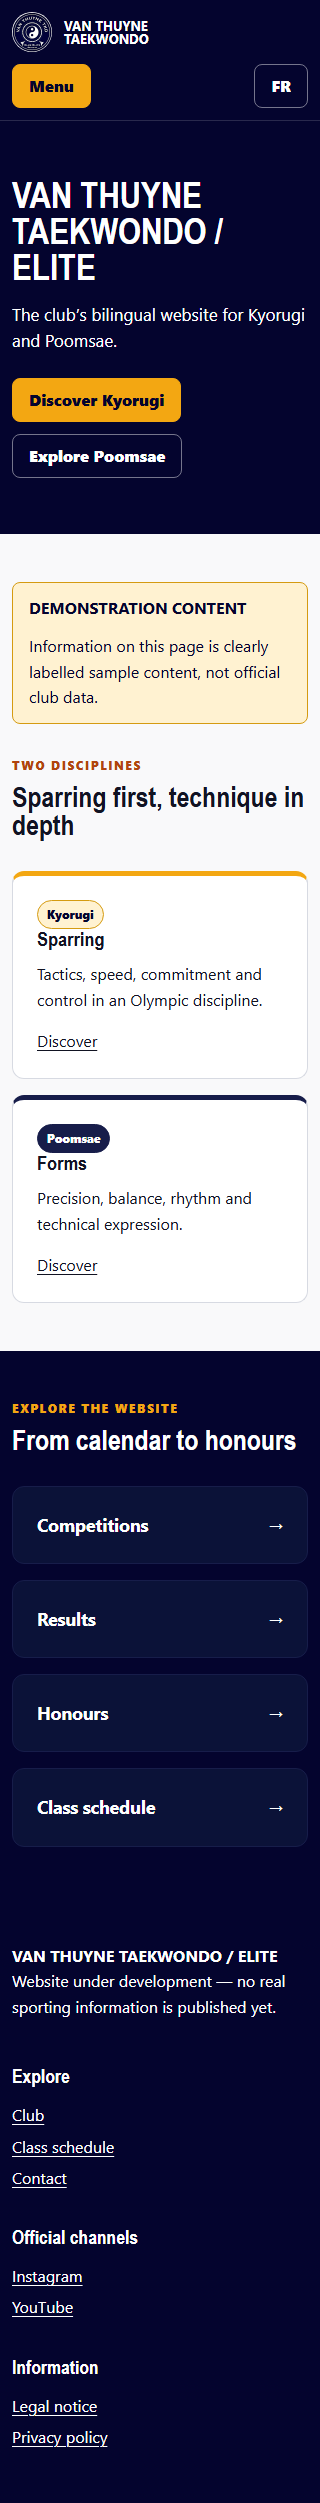 VAN THUYNE
TAEKWONDO
Menu
FR
VAN THUYNE
TAEKWONDO /
ELITE
The club’s bilingual website for Kyorugi
and Poomsae.
Discover Kyorugi
Explore Poomsae
DEMONSTRATION CONTENT
Information on this page is clearly
labelled sample content, not official
club data.
TWO DISCIPLINES
Sparring first, technique in
depth
Kyorugi
Sparring
Tactics, speed, commitment and
control in an Olympic discipline.
Discover
Poomsae
Forms
Precision, balance, rhythm and
technical expression.
Discover
EXPLORE THE WEBSITE
From calendar to honours
Competitions →
Results →
Honours →
Class schedule →
VAN THUYNE TAEKWONDO / ELITE
Website under development — no real
sporting information is published yet.
Explore
Club
Class schedule
Contact
Official channels
Instagram
YouTube
Information
Legal notice
Privacy policy